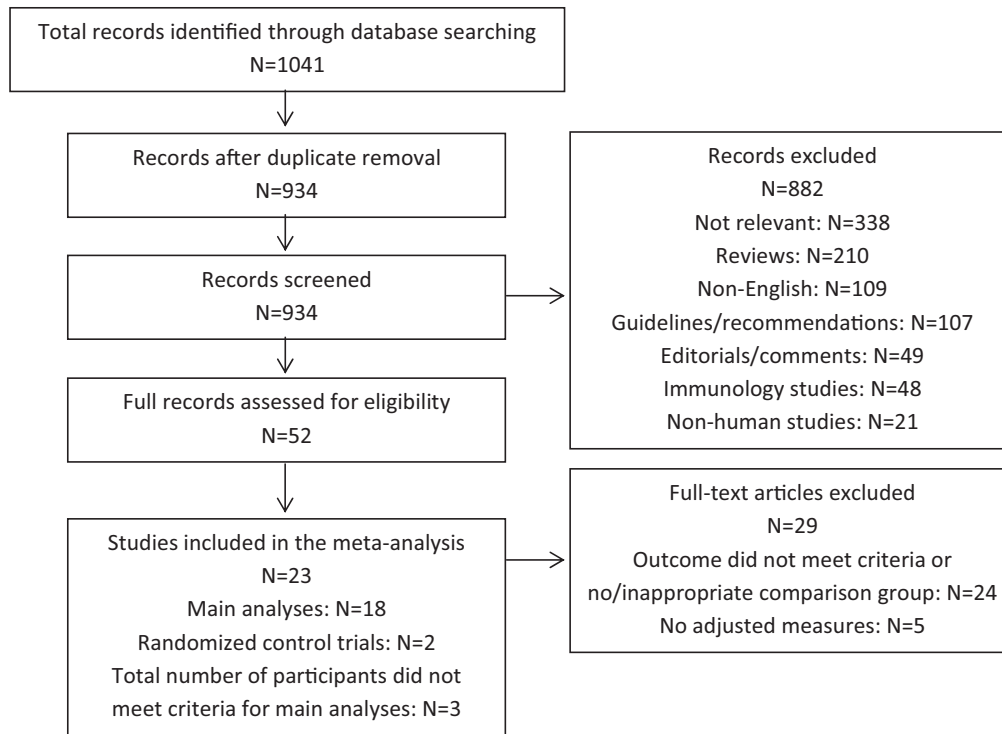 Total records identified through database searching
N=1041
Records after duplicate removal
N=934
Records screened
N=934
Records excluded
N=882
Not relevant: N=338
Reviews: N=210
Non-English: N=109
Guidelines/recommendations: N=107
Editorials/comments: N=49
Immunology studies: N=48
Non-human studies: N=21
Full records assessed for eligibility
N=52
Studies included in the meta-analysis
N=23
Main analyses: N=18
Randomized control trials: N=2
Total number of participants did not
meet criteria for main analyses: N=3
Full-text articles excluded
N=29
Outcome did not meet criteria or
no/inappropriate comparison group: N=24
No adjusted measures: N=5